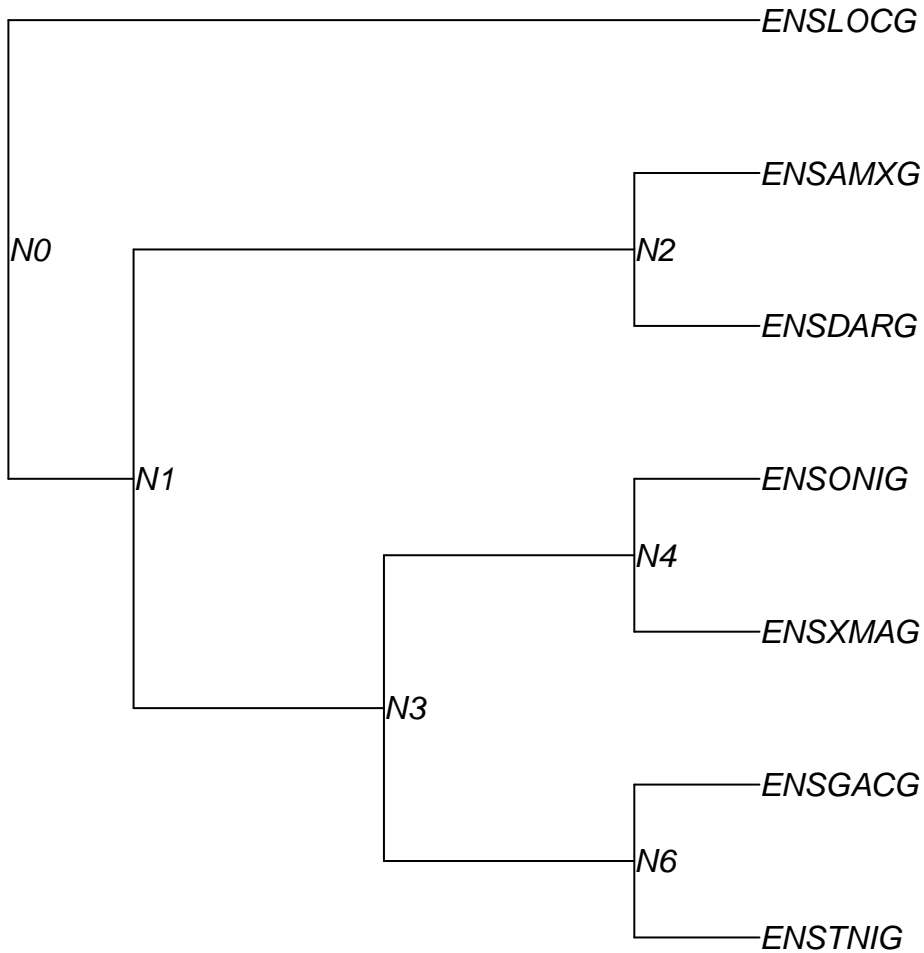 ENSLOCG
ENSAMXG
N0
N2
ENSDARG
N1
ENSONIG
N4
ENSXMAG
N3
ENSGACG
N6
ENSTNIG